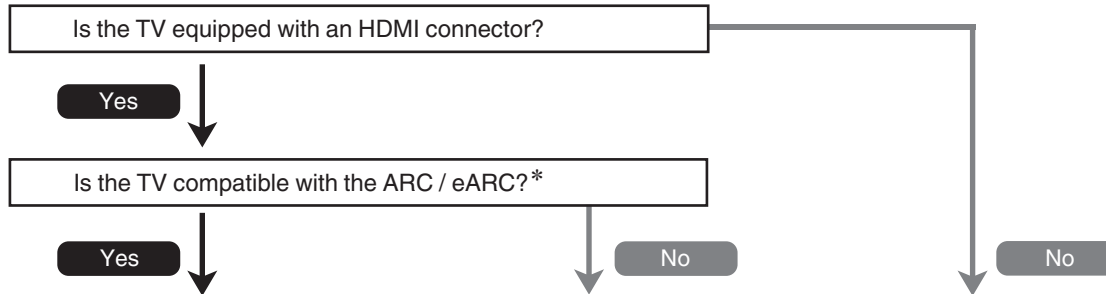 Is the TV equipped with an HDMI connector?
Yes
Is the TV compatible with the ARC / eARC?*
Yes
No
No